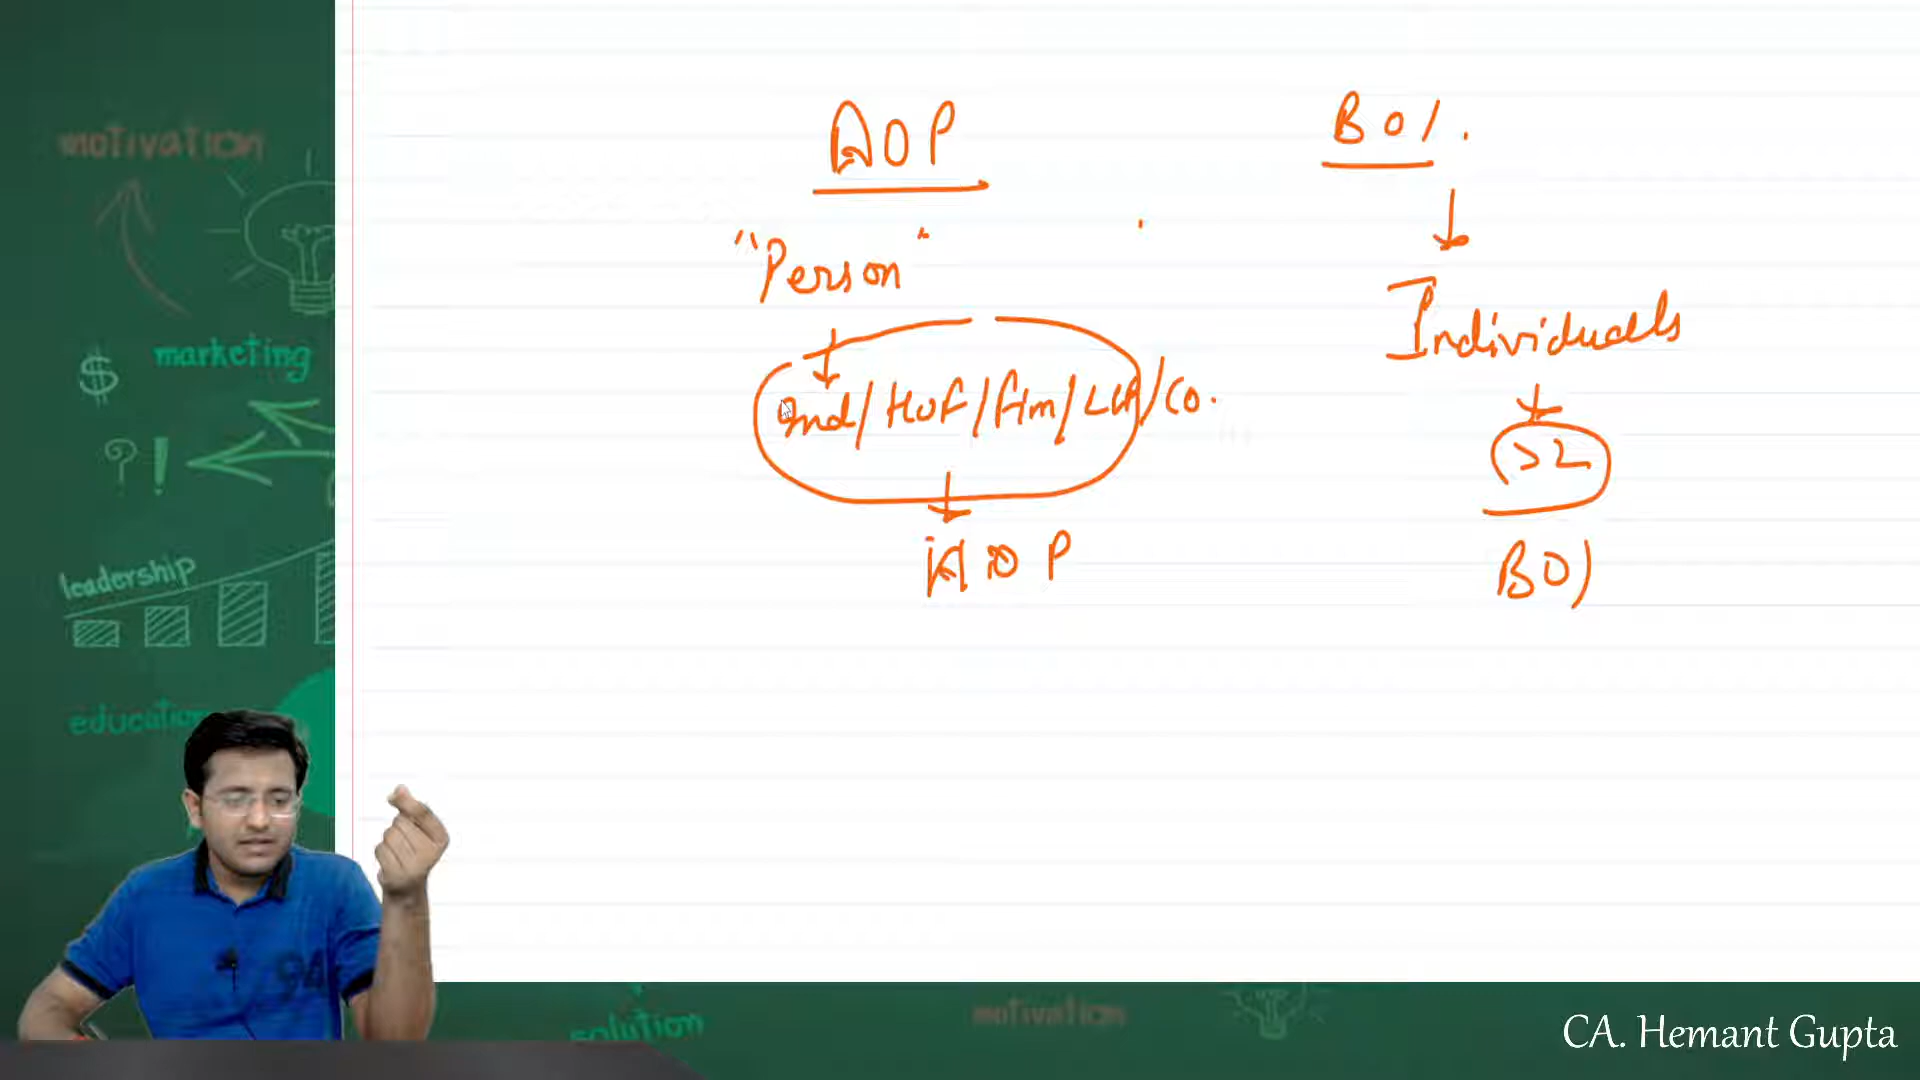 AOP
BOI.
"Person"
Individuals
Ind/HUF/firm/LLP/Co.
>2
AOP
BOI
motivation
$
marketing
?!
leadership
education
solution
motivation
94
CA. Hemant Gupta